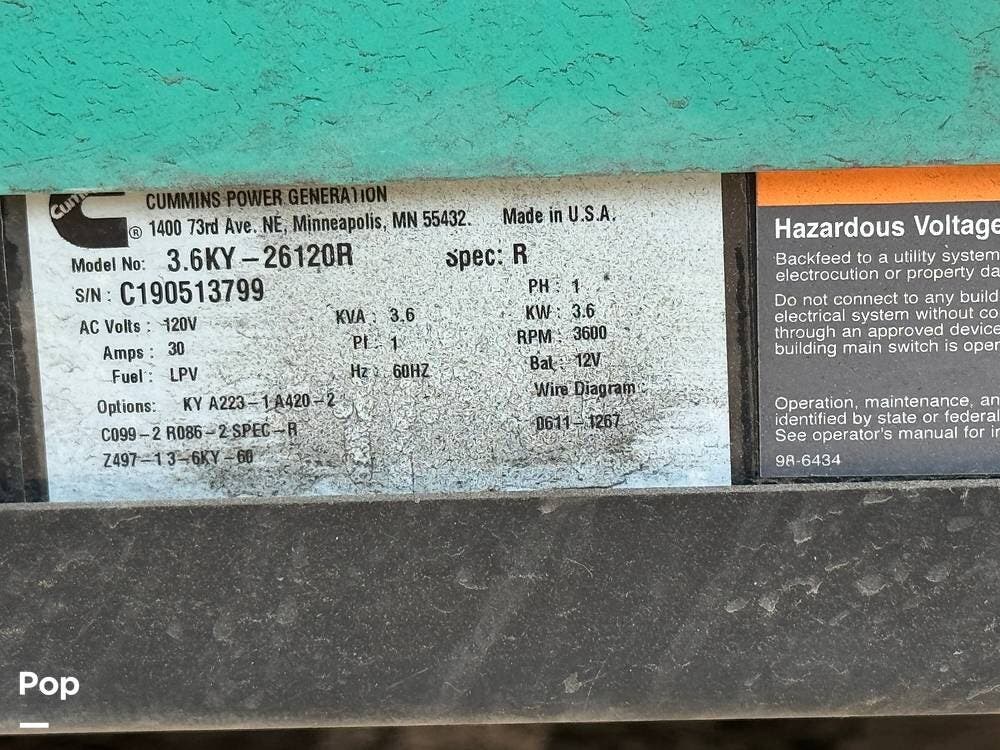 CUMMINS POWER GENERATION
® 1400 73rd Ave. NE, Minneapolis, MN 55432. Made in U.S.A.
Model No: 3.6KY-26120R Spec: R
S/N : C190513799 PH : 1
AC Volts : 120V KVA : 3.6 KW : 3.6
Amps : 30 : 1 RPM : 3600
Fuel : LPV Hz : 60HZ Bat : 12V
Options: KY A223-1 A420-2 Wire Diagram :
C099-2 R086-2 SPEC-R 0611-1267
Z497-1 3-6KY-60
Hazardous Voltage
Backfeed to a utility system
electrocution or property da
Do not connect to any build
electrical system without co
through an approved device
building main switch is open
Operation, maintenance, an
identified by state or federal
See operator's manual for in
98-6434
Pop